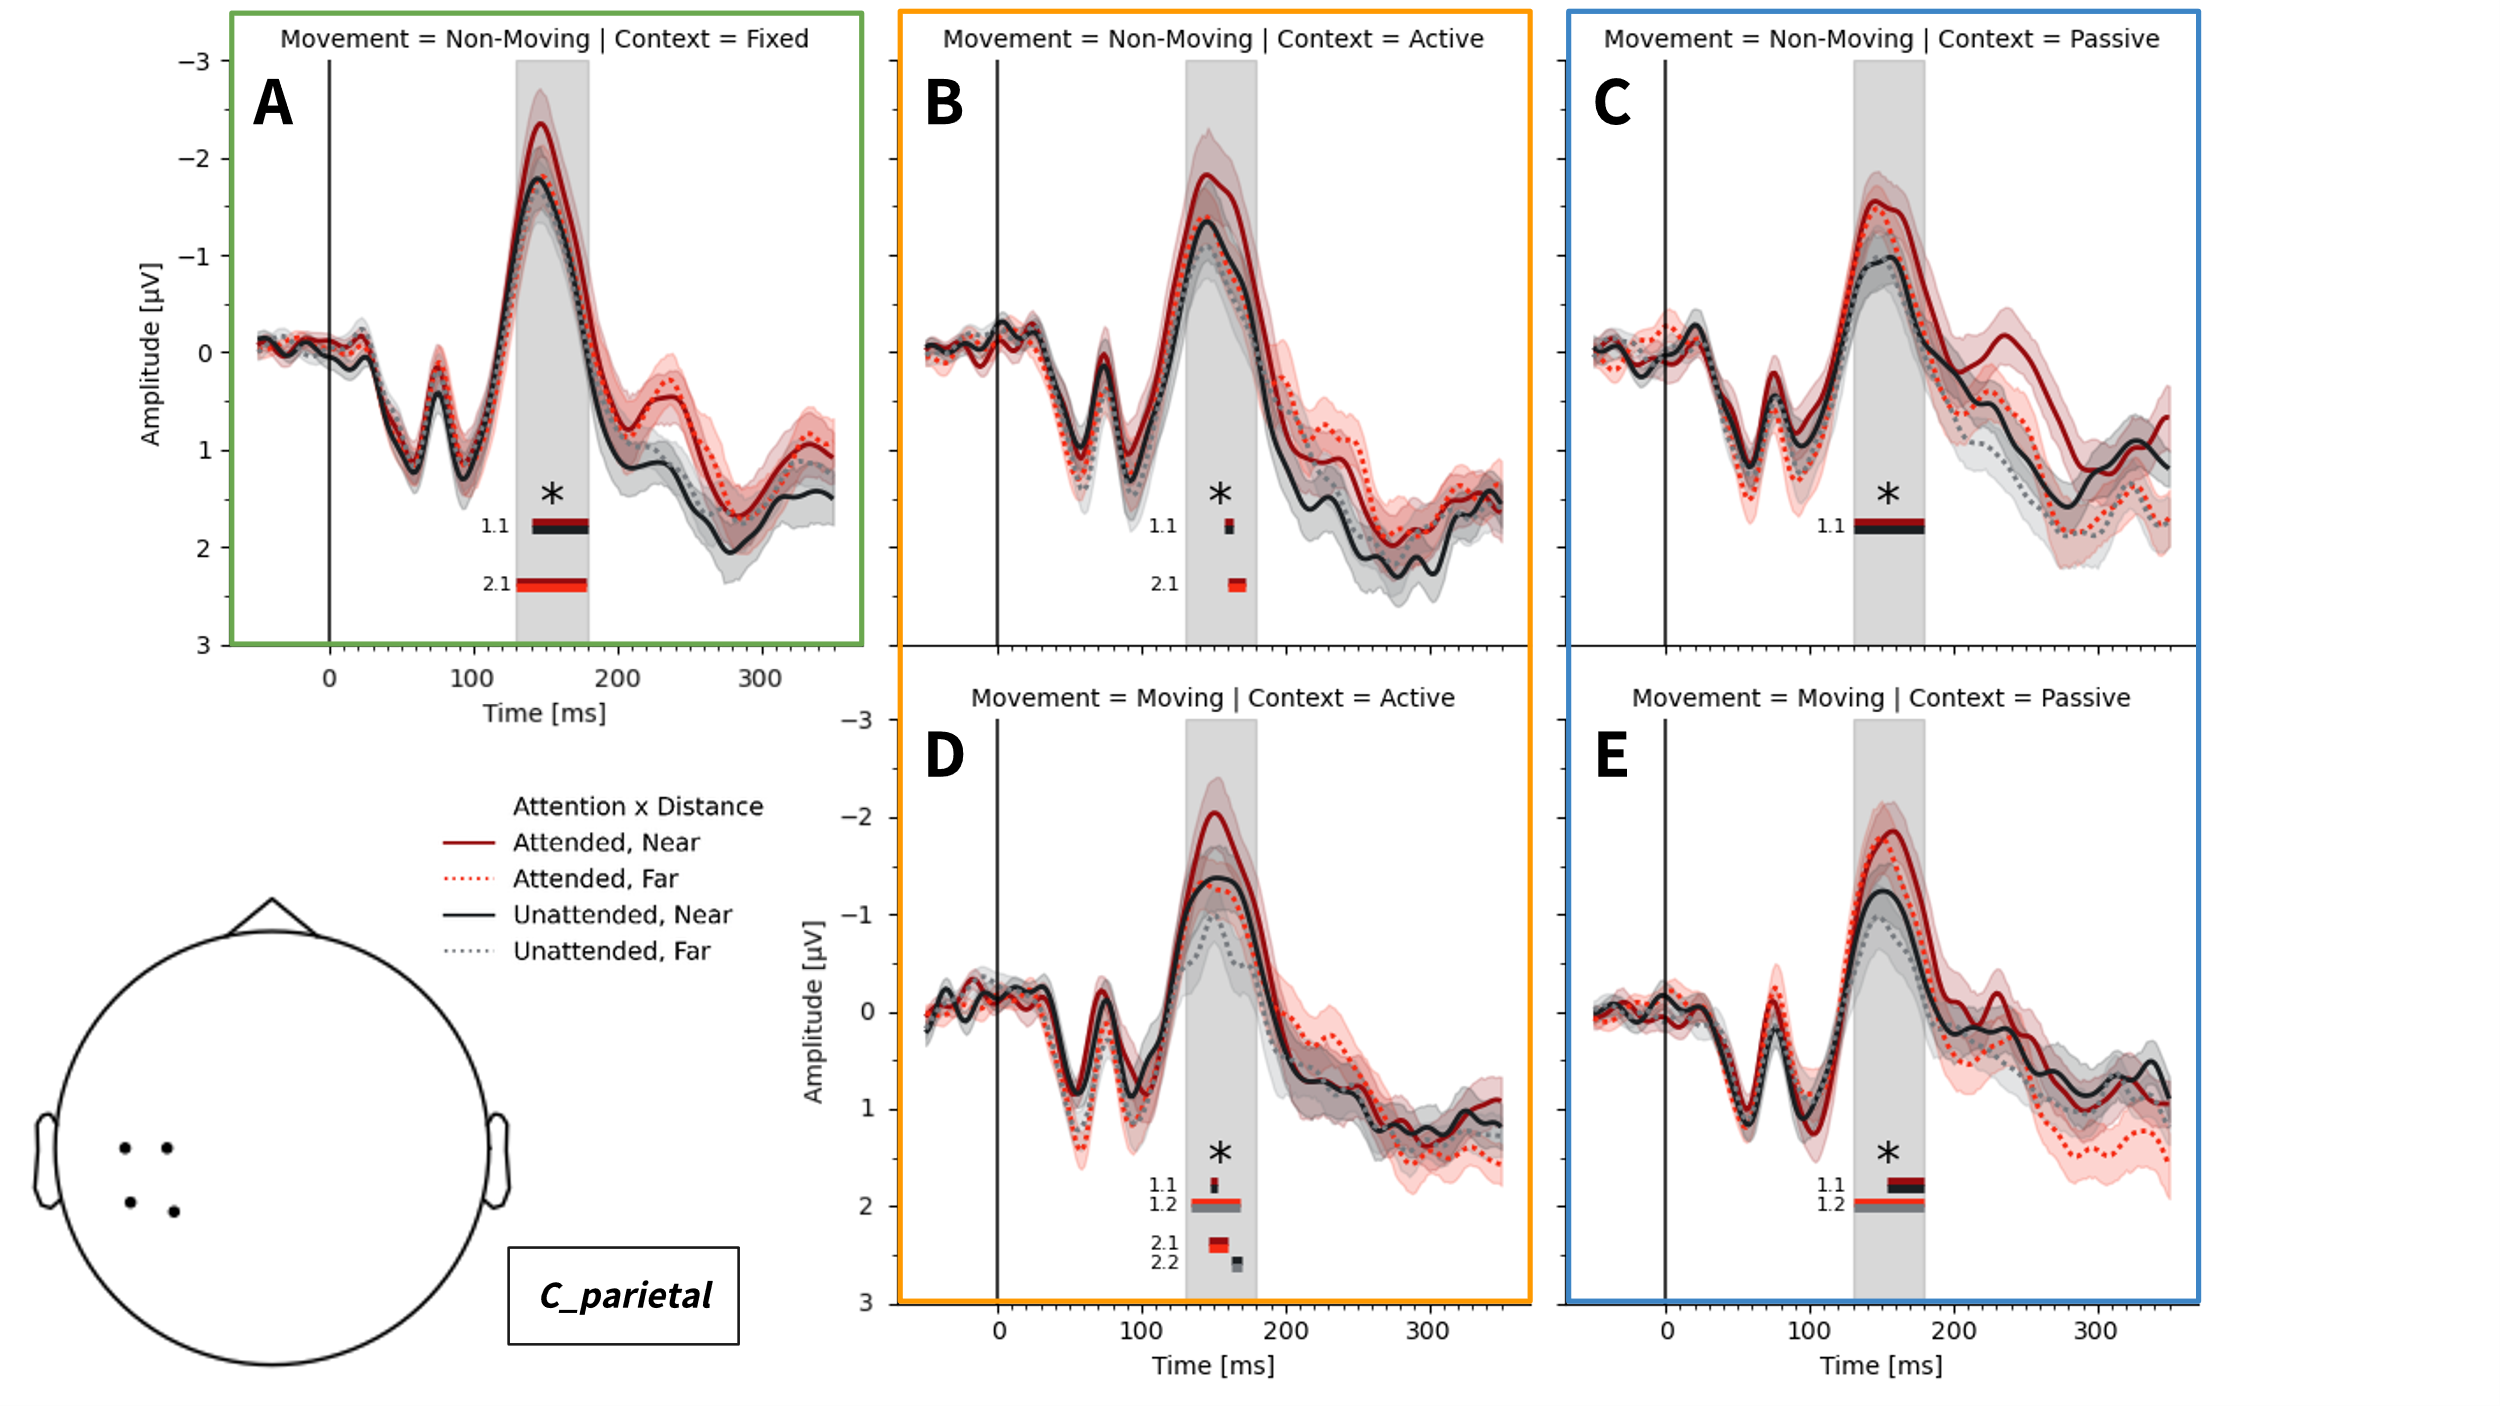 Movement = Non-Moving | Context = Fixed
A
−3
−2
−1
0
1
2
3
Amplitude [µV]
*
1.1
2.1
0
100
200
300
Time [ms]
Movement = Non-Moving | Context = Active
B
*
1.1
2.1
Movement = Non-Moving | Context = Passive
C
*
1.1
Attention x Distance
Attended, Near
Attended, Far
Unattended, Near
Unattended, Far
C_parietal
Movement = Moving | Context = Active
D
−3
−2
−1
0
1
2
3
Amplitude [µV]
*
1.1
1.2
2.1
2.2
0
100
200
300
Time [ms]
Movement = Moving | Context = Passive
E
*
1.1
1.2
0
100
200
300
Time [ms]